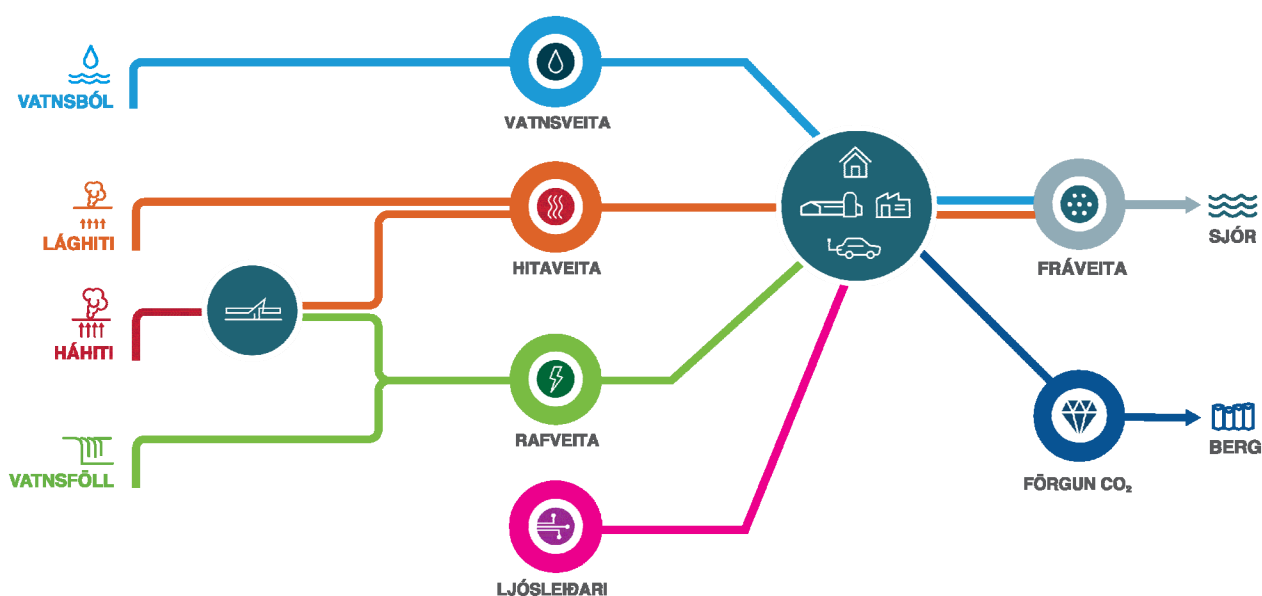 VATNSBÓL
VATNSVEITA
LÁGHITI
HITAVEITA
FRÁVEITA
SJÓR
HÁHITI
RAFVEITA
VATNSFÖLL
BERG
FÖRGUN CO₂
LJÓSLEIÐARI